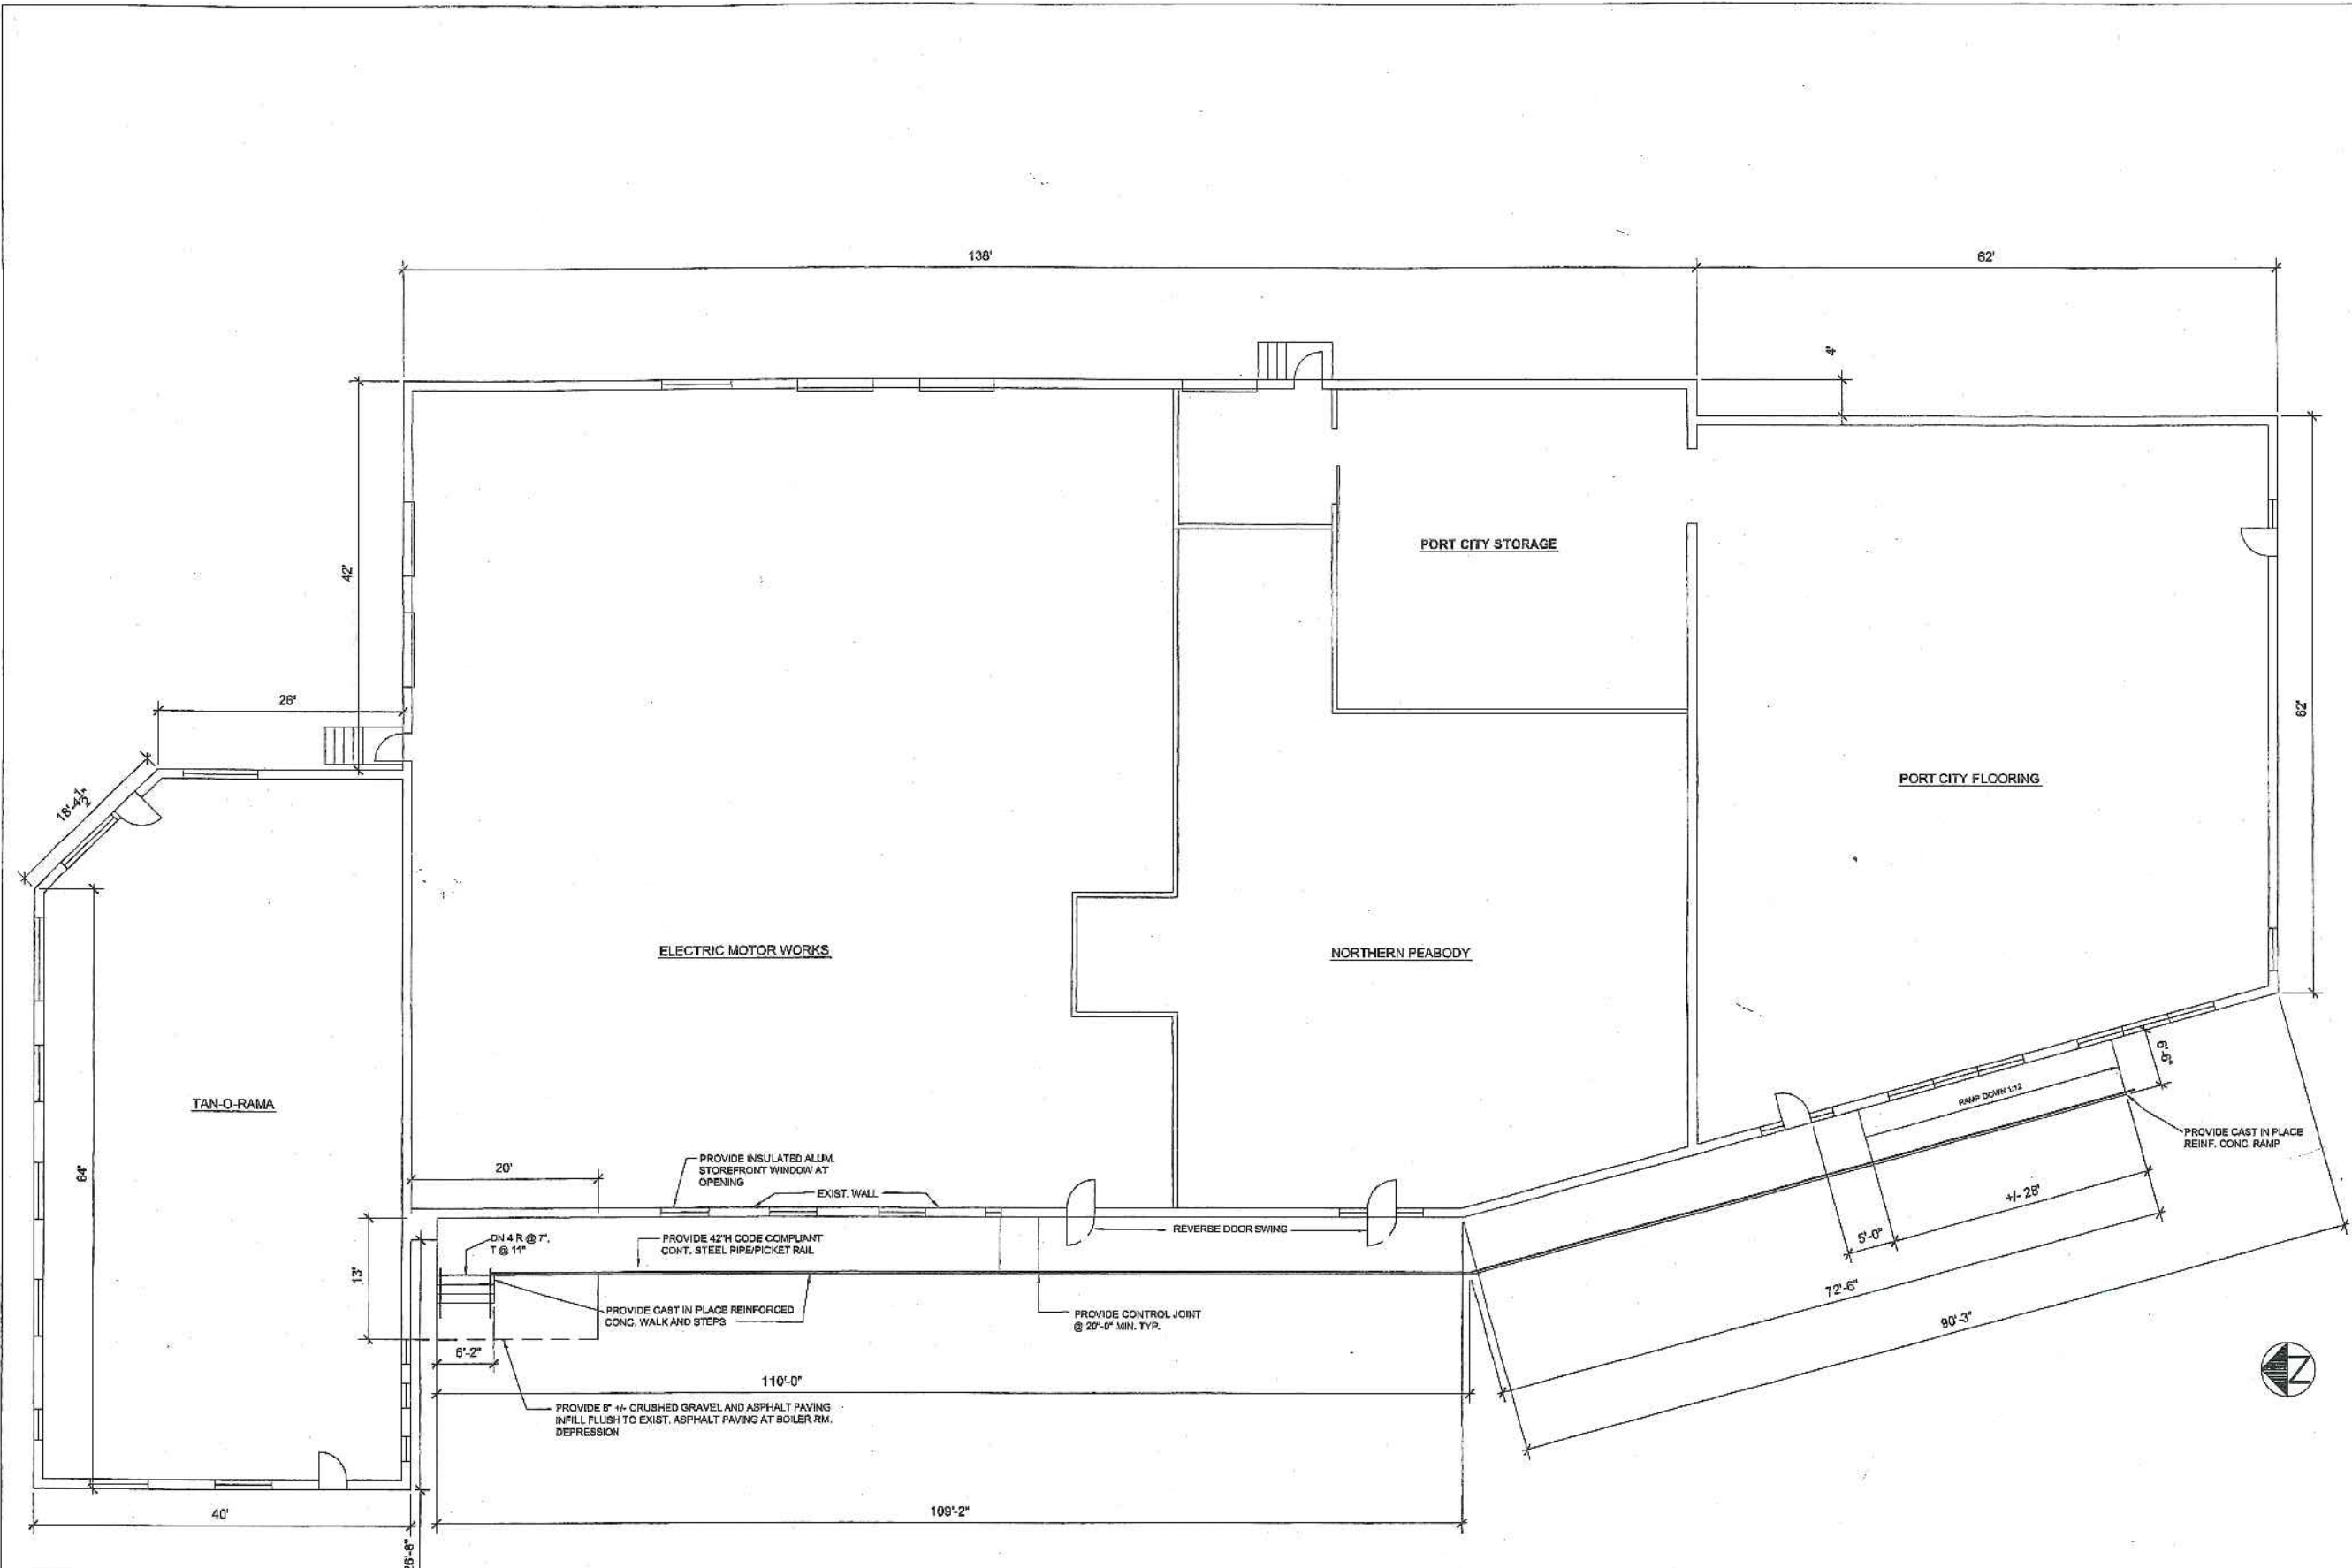 138'
62'
4'
42'
PORT CITY STORAGE
26'
62'
PORT CITY FLOORING
18'-4½"
ELECTRIC MOTOR WORKS
NORTHERN PEABODY
TAN-O-RAMA
64'
6'-6"
RAMP DOWN 1:12
PROVIDE CAST IN PLACE
REINF. CONC. RAMP
PROVIDE INSULATED ALUM.
STOREFRONT WINDOW AT
OPENING
20'
EXIST. WALL
+/- 28'
REVERSE DOOR SWING
DN 4 R @ 7",
T @ 11"
PROVIDE 42"H CODE COMPLIANT
CONT. STEEL PIPE/PICKET RAIL
5'-0"
13'
PROVIDE CAST IN PLACE REINFORCED
CONC. WALK AND STEPS
PROVIDE CONTROL JOINT
@ 20'-0" MIN. TYP.
72'-6"
90'-3"
6'-2"
110'-0"
Z
PROVIDE 8" +/- CRUSHED GRAVEL AND ASPHALT PAVING
INFILL FLUSH TO EXIST. ASPHALT PAVING AT BOILER RM.
DEPRESSION
40'
109'-2"
26'-8"